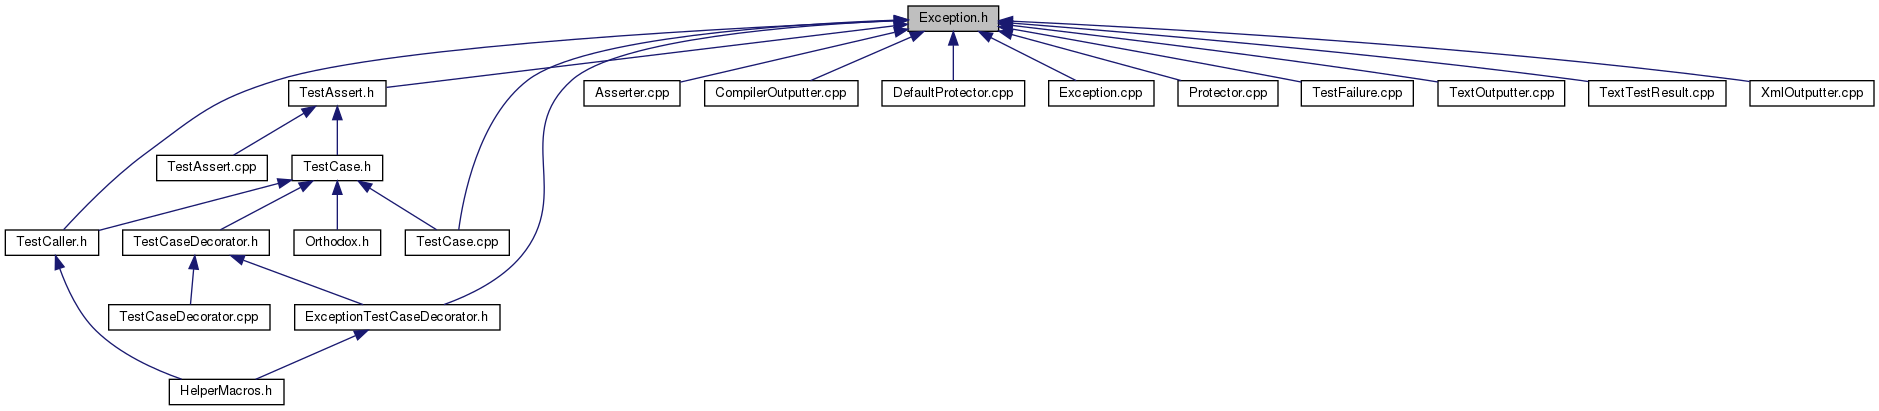 Exception.h
TestAssert.h
Asserter.cpp
CompilerOutputter.cpp
DefaultProtector.cpp
Exception.cpp
Protector.cpp
TestFailure.cpp
TextOutputter.cpp
TextTestResult.cpp
XmlOutputter.cpp
TestAssert.cpp
TestCase.h
TestCaller.h
TestCaseDecorator.h
Orthodox.h
TestCase.cpp
TestCaseDecorator.cpp
ExceptionTestCaseDecorator.h
HelperMacros.h